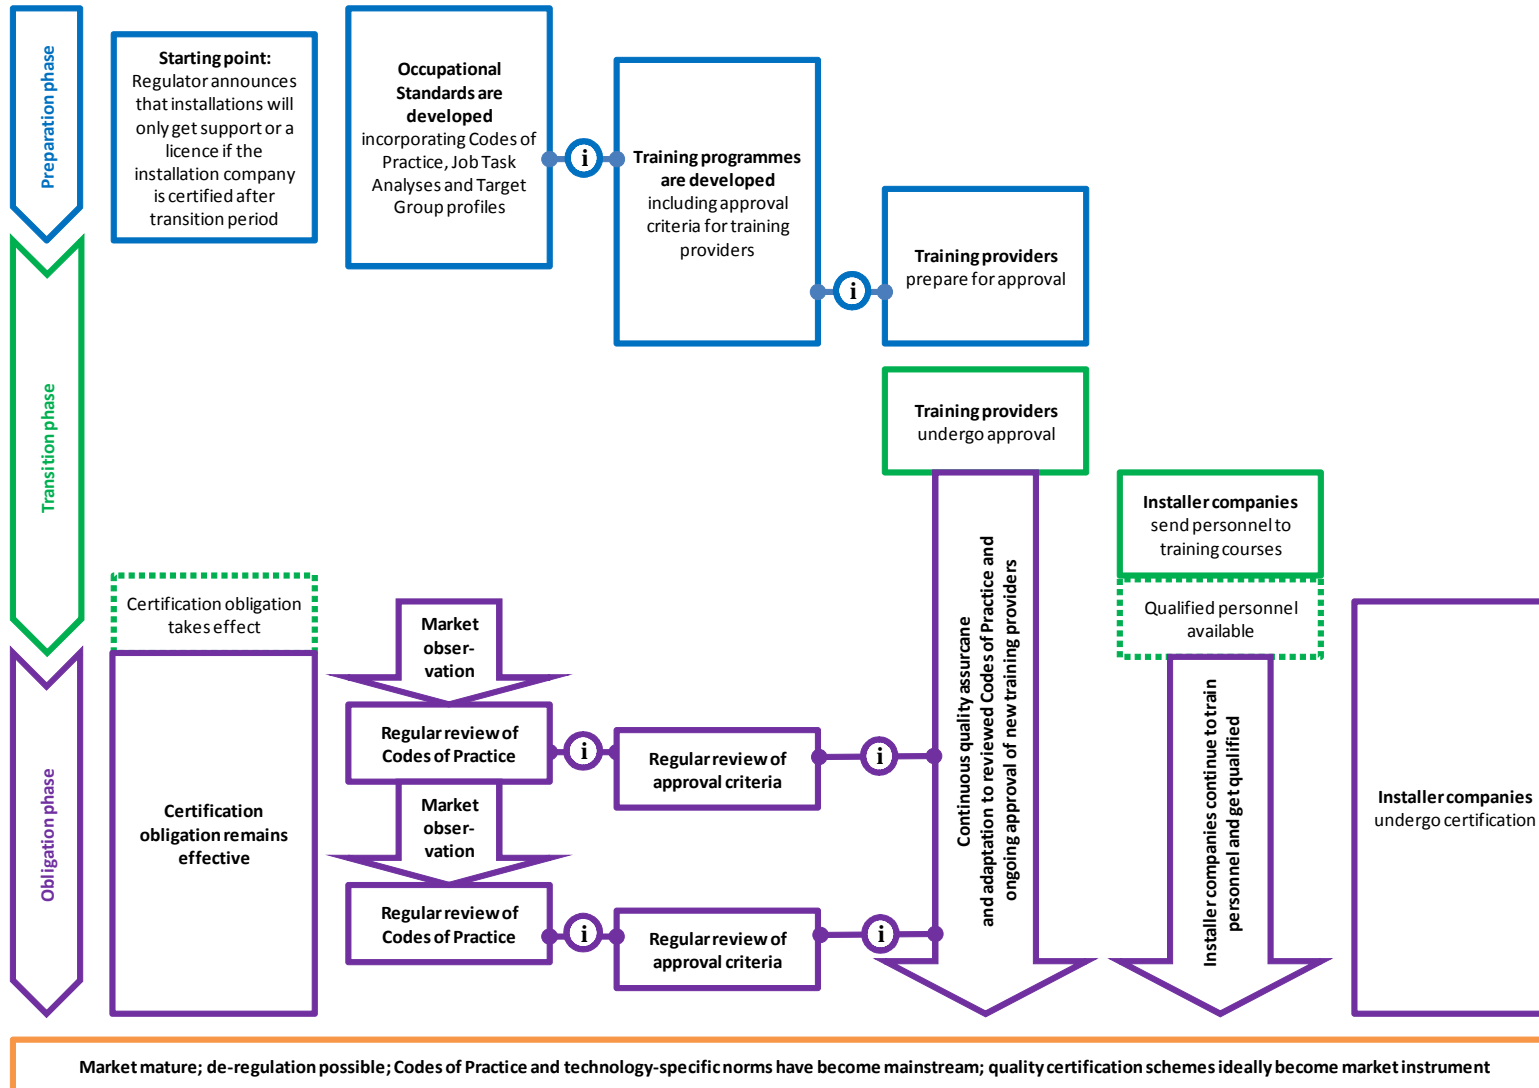 Preparation phase
Starting point:
Regulator announces
that installations will
only get support or a
licence if the
installation company
is certified after
transition period
Occupational
Standards are
developed
incorporating Codes of
Practice, Job Task
Analyses and Target
Group profiles
i
Training programmes
are developed
including approval
criteria for training
providers
i
Training providers
prepare for approval
Transition phase
Training providers
undergo approval
Installer companies
send personnel to
training courses
Certification obligation
takes effect
Qualified personnel
available
Obligation phase
Certification
obligation remains
effective
Market
obser-
vation
Regular review of
Codes of Practice
i
Regular review of
approval criteria
i
Market
obser-
vation
Regular review of
Codes of Practice
i
Regular review of
approval criteria
i
Continuous quality assurcane
and adaptation to reviewed Codes of Practice and
ongoing approval of new training providers
Installer companies continue to train
personnel and get qualified
Installer companies
undergo certification
Market mature; de-regulation possible; Codes of Practice and technology-specific norms have become mainstream; quality certification schemes ideally become market instrument